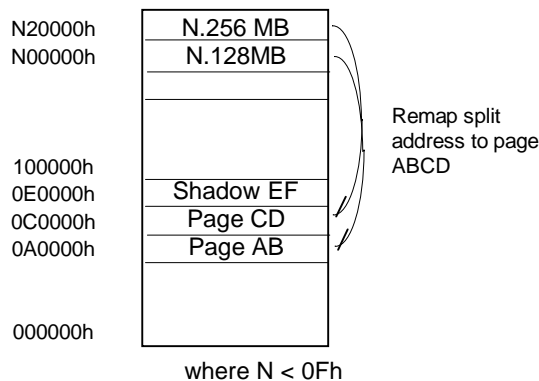 N20000h
N.256 MB
N00000h
N.128MB
Remap split
address to page
ABCD
100000h
0E0000h
Shadow EF
0C0000h
Page CD
0A0000h
Page AB
000000h
where N < 0Fh